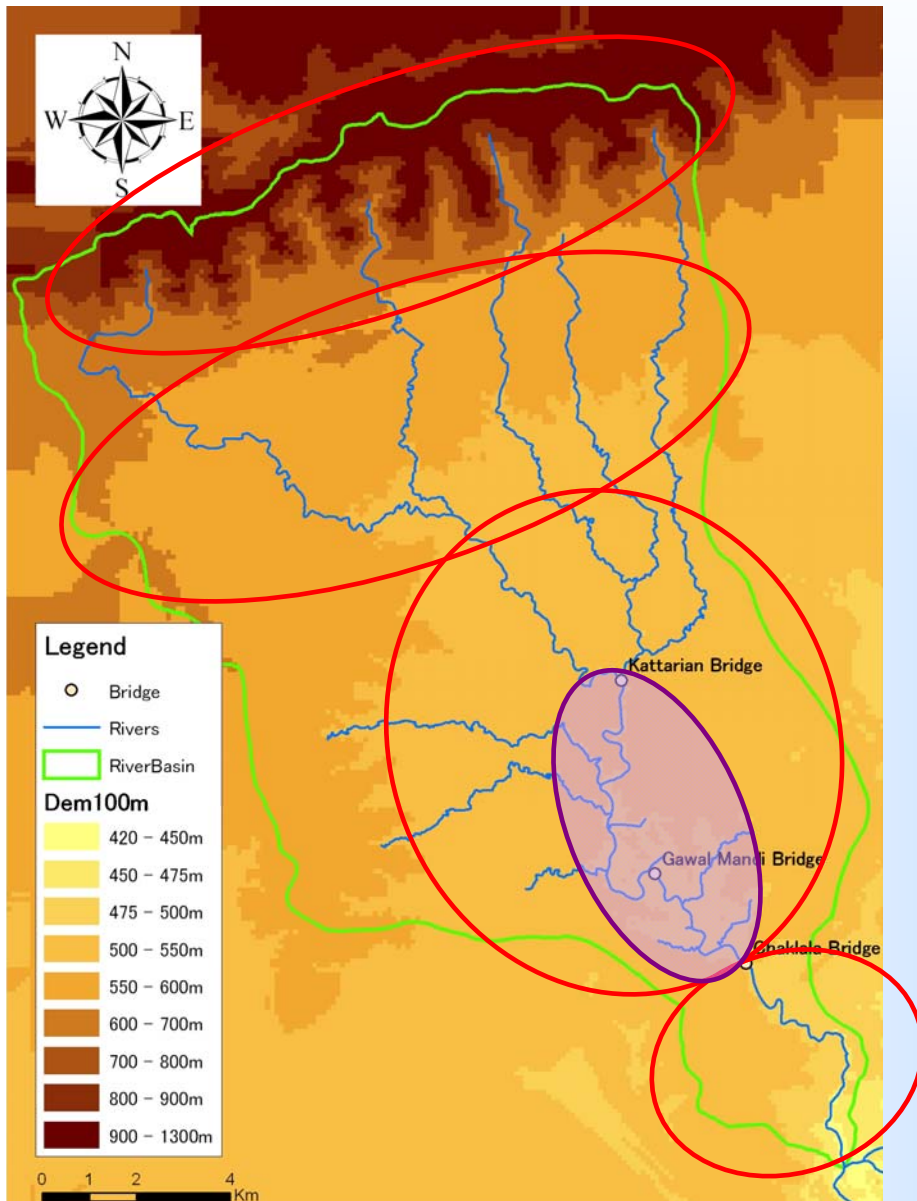 N
W E
S
Kattarian Bridge
Gawal Mandi Bridge
Chaklala Bridge
Legend
Bridge
Rivers
RiverBasin
Dem100m
420 - 450m
450 - 475m
475 - 500m
500 - 550m
550 - 600m
600 - 700m
700 - 800m
800 - 900m
900 - 1300m
0 1 2 4
Km